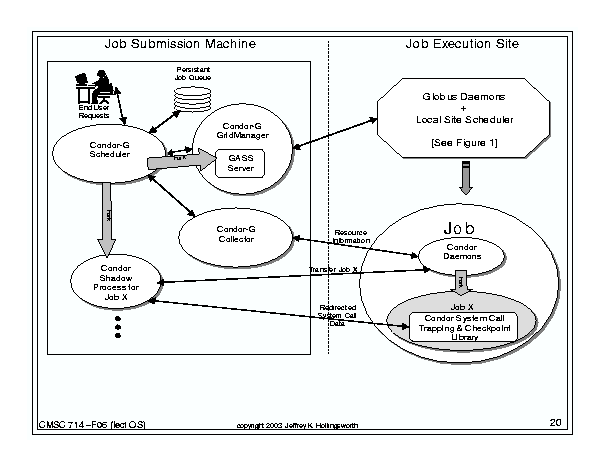 Job Submission Machine
Job Execution Site
Persistant
Job Queue
End User
Requests
Condor-G
Scheduler
Fork
Condor-G
GridManager
GASS
Server
Globus Daemons
+
Local Site Scheduler
[See Figure 1]
Fork
Condor-G
Collector
Resource
Information
Job
Condor
Daemons
Condor
Shadow
Process for
Job X
Transfer Job X
Fork
Redirected
System Call
Data
Job X
Condor System Call
Trapping & Checkpoint
Library
CMSC 714 –F06 (lect OS)
copyright 2003 Jeffrey K. Hollingsworth
20